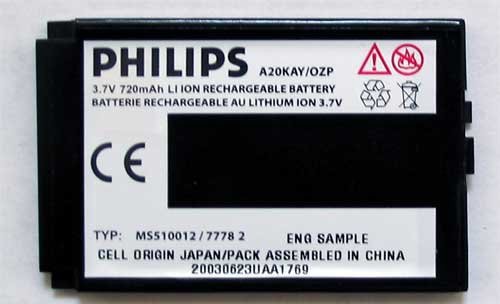 PHILIPS A20KAY/OZP
3.7V 720mAh LI ION RECHARGEABLE BATTERY
BATTERIE RECHARGEABLE AU LITHIUM ION 3.7V
CE
TYP: MS510012/7778 2 ENG SAMPLE
CELL ORIGIN JAPAN/PACK ASSEMBLED IN CHINA
20030623UAA1769